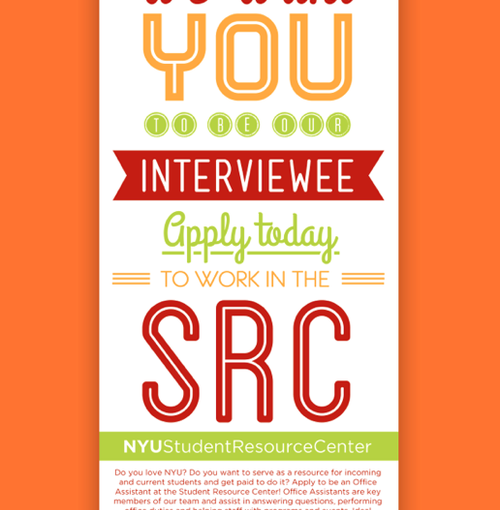 YOU
TO BE OUR
INTERVIEWEE
Apply today
TO WORK IN THE
SRC
NYUStudentResourceCenter
Do you love NYU? Do you want to serve as a resource for incoming
and current students and get paid to do it? Apply to be an Office
Assistant at the Student Resource Center! Office Assistants are key
members of our team and assist in answering questions, performing